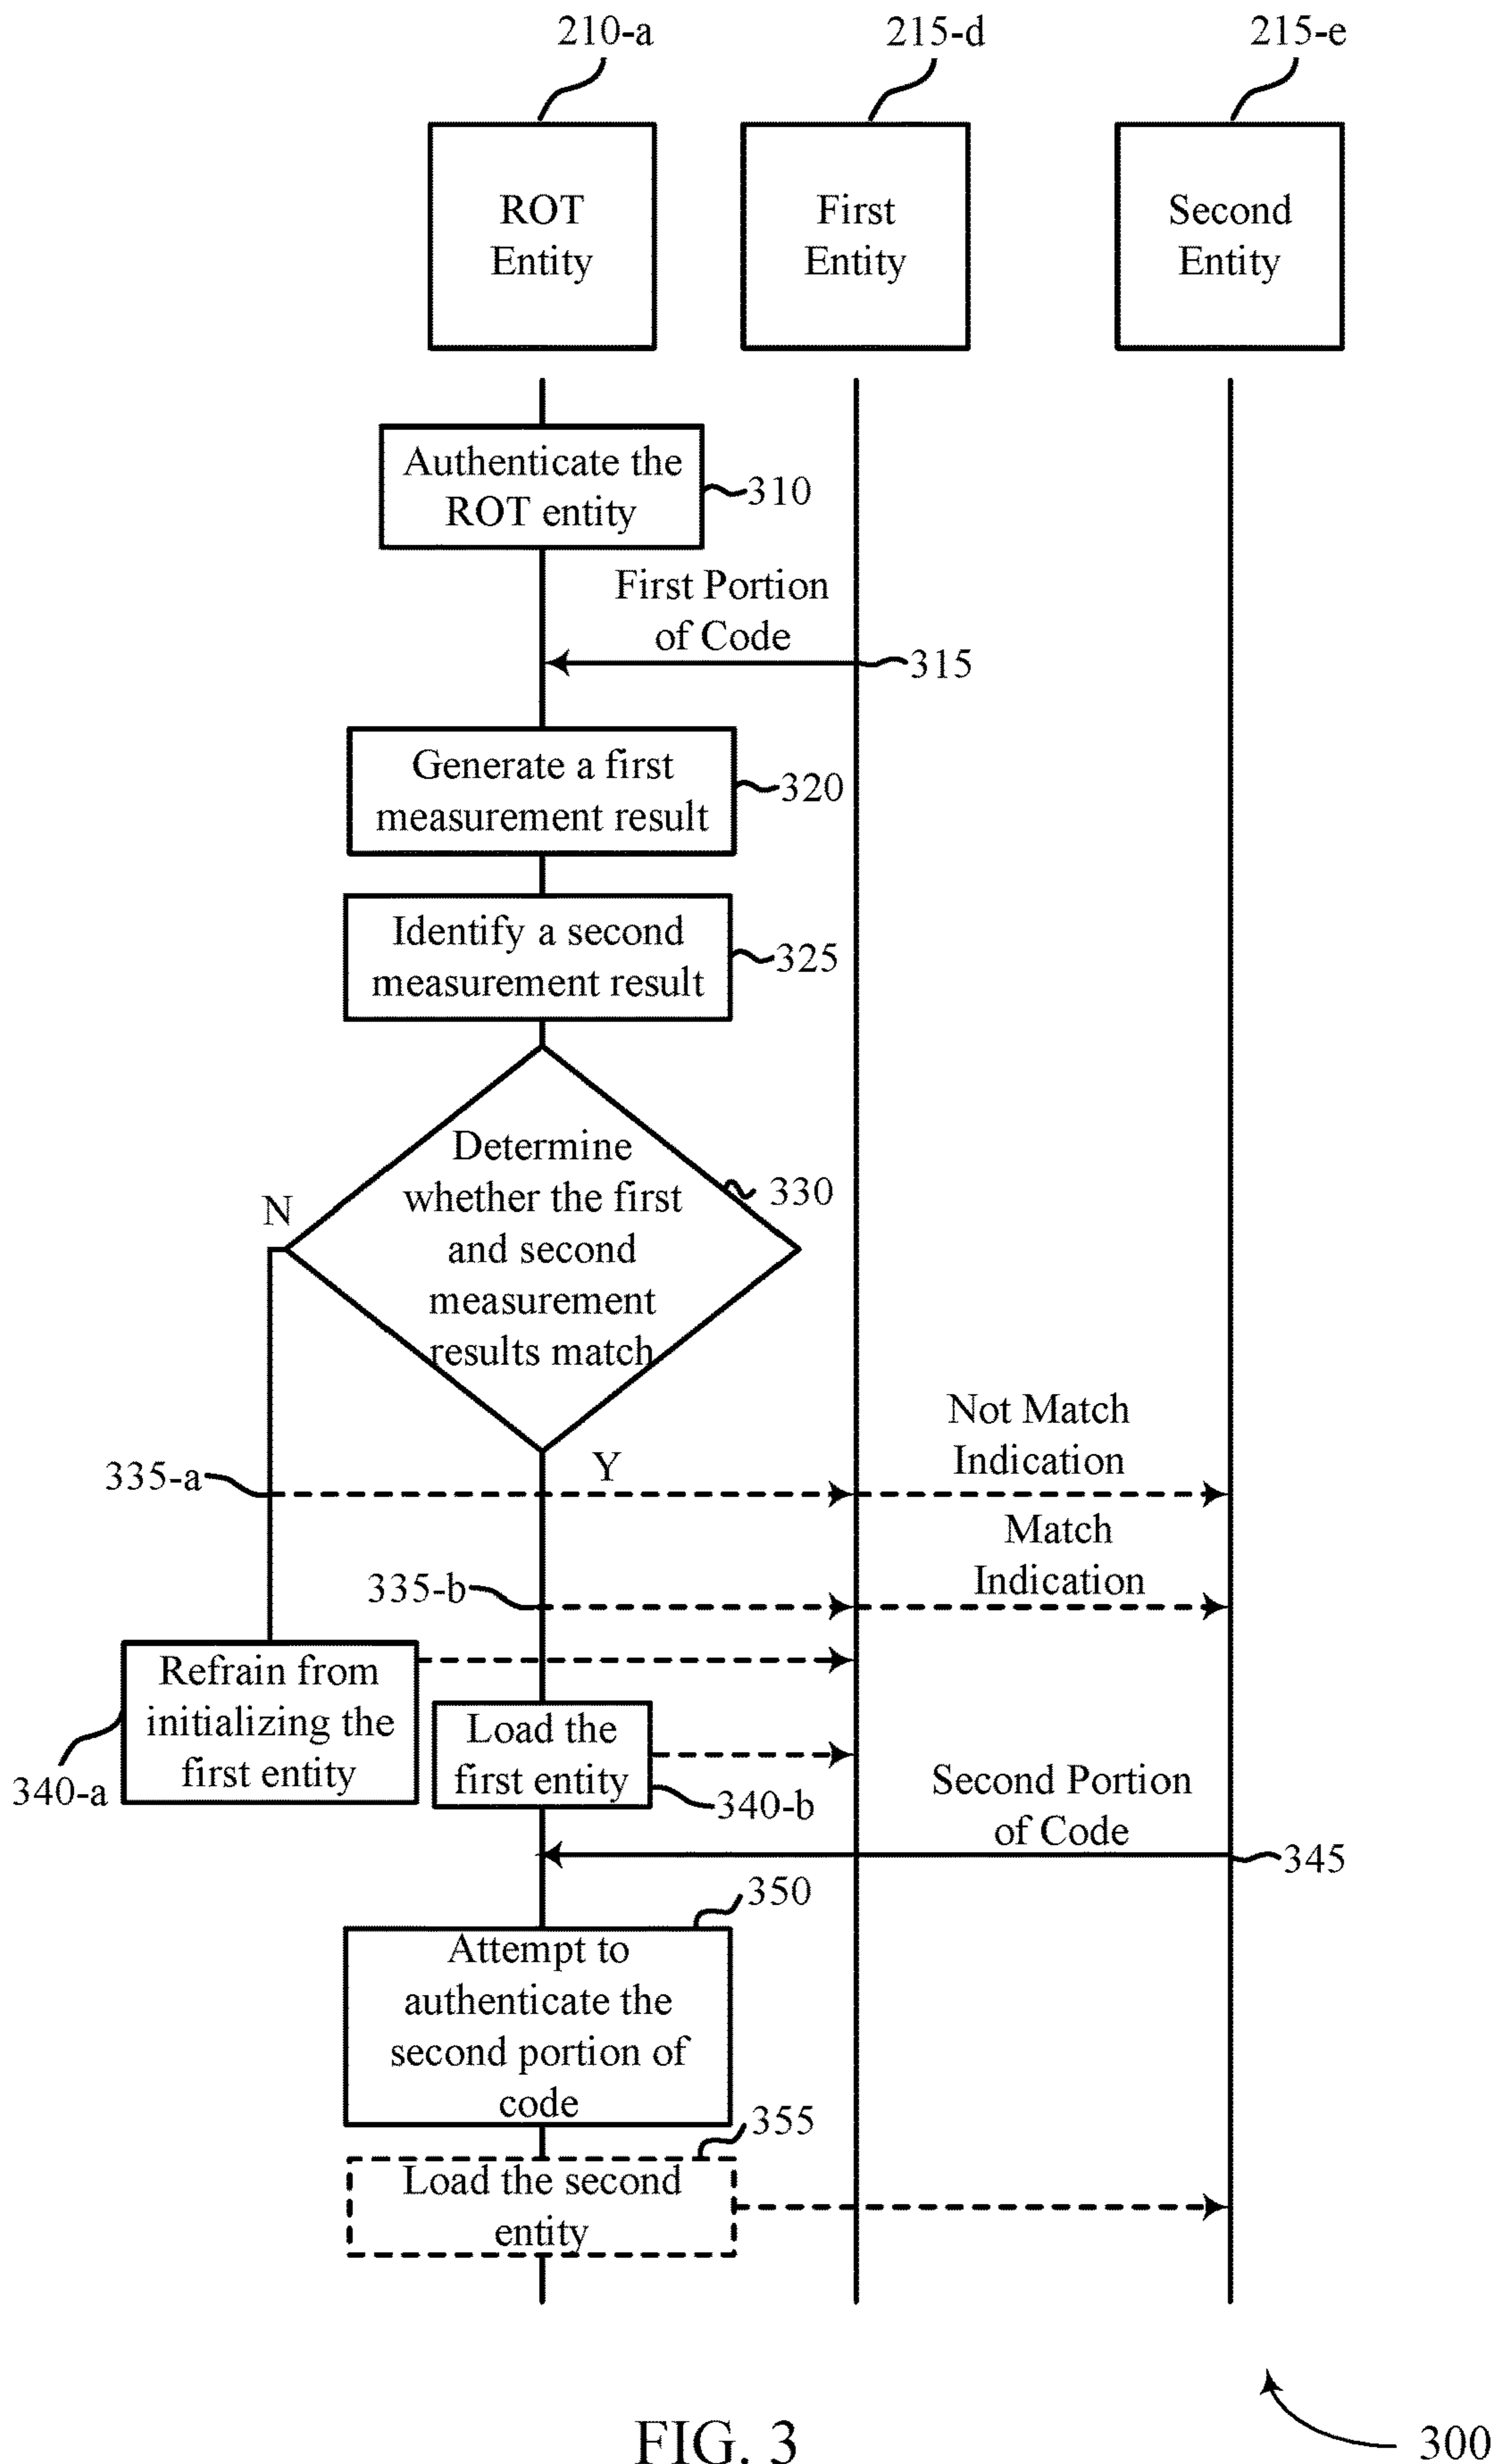 210-a
215-d
215-e
ROT
Entity
First
Entity
Second
Entity
Authenticate the
ROT entity
310
First Portion
of Code
315
Generate a first
measurement result
320
Identify a second
measurement result
325
Determine
whether the first
and second
measurement
results match
330
N
Y
Not Match
Indication
335-a
Match
Indication
335-b
Refrain from
initializing the
first entity
340-a
Load the
first entity
340-b
Second Portion
of Code
345
350
Attempt to
authenticate the
second portion of
code
355
Load the second
entity
FIG. 3
300